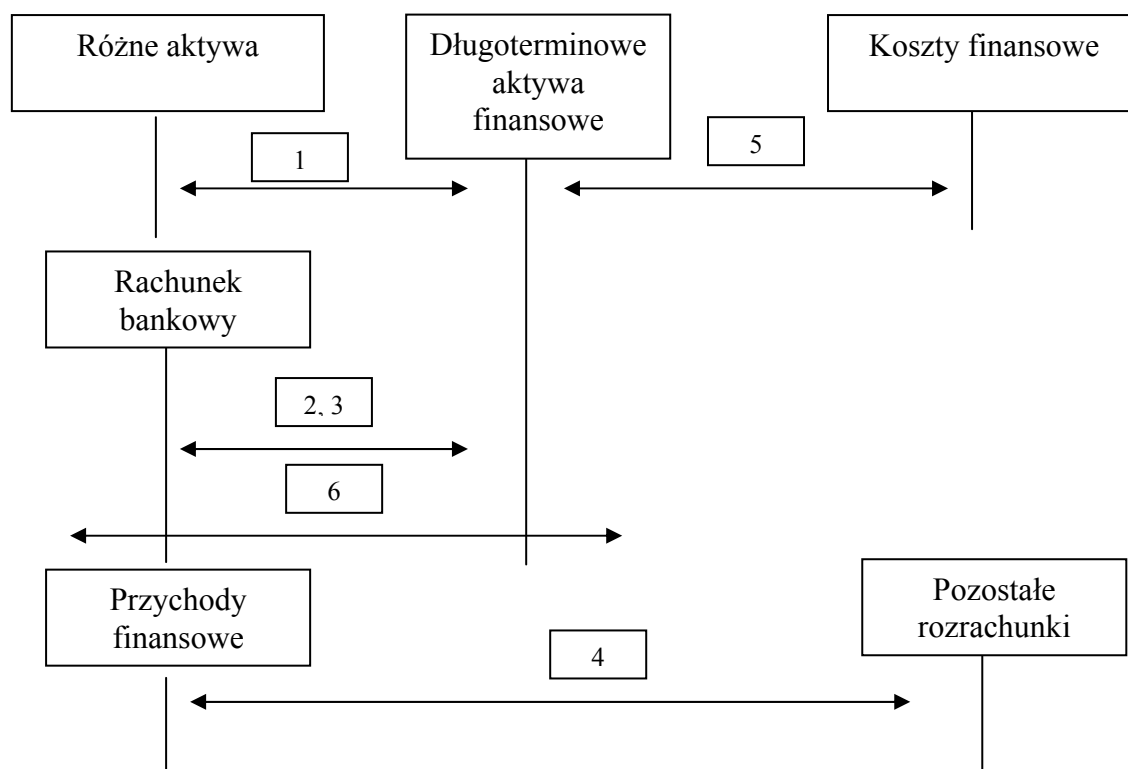 Różne aktywa
Długoterminowe
aktywa
finansowe
Koszty finansowe
1
5
Rachunek
bankowy
2, 3
6
Przychody
finansowe
Pozostałe
rozrachunki
4